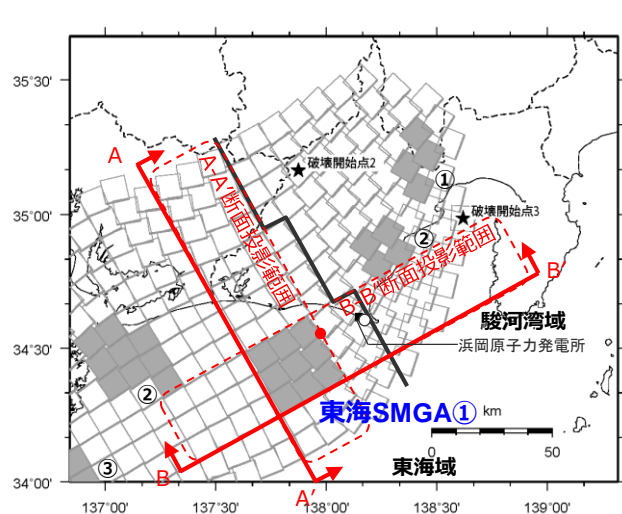 35°30'
35°00'
34°30'
34°00'
137°00'
137°30'
138°00'
138°30'
139°00'
A
A-A’断面投影範囲
破壊開始点2
①
破壊開始点3
②
B-B’断面投影範囲
B’
駿河湾域
浜岡原子力発電所
②
東海SMGA①
km
0
50
東海域
③
B
A’